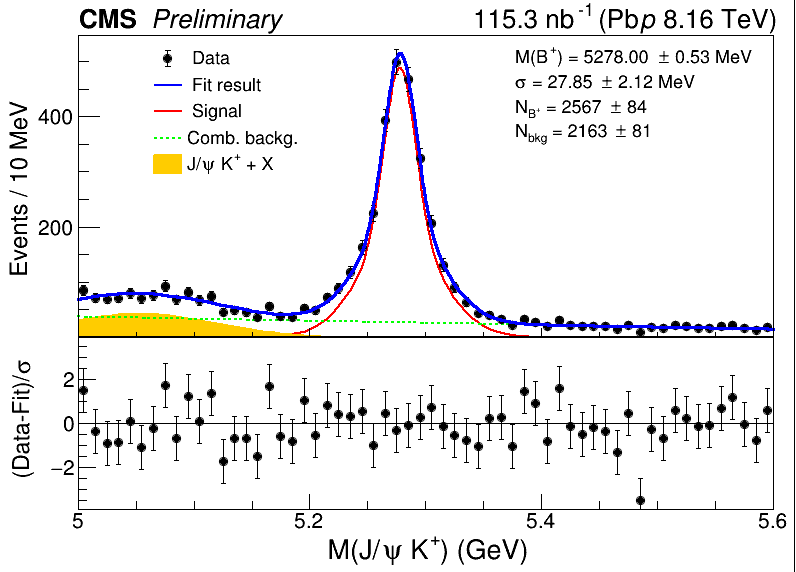 CMS Preliminary 115.3 nb⁻¹ (Pbp 8.16 TeV)
Data
Fit result
Signal
Comb. backg.
J/ψ K⁺ + X
M(B⁺) = 5278.00 ± 0.53 MeV
σ = 27.85 ± 2.12 MeV
N_B⁺ = 2567 ± 84
N_bkg = 2163 ± 81
Events / 10 MeV
400
200
(Data-Fit)/σ
2
0
−2
5 5.2 5.4 5.6
M(J/ψ K⁺) (GeV)